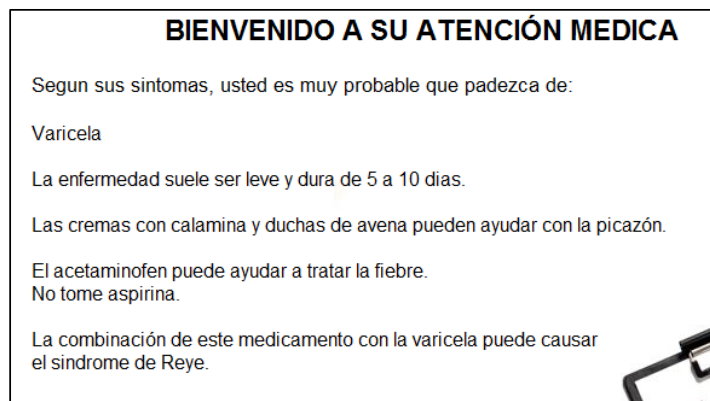 BIENVENIDO A SU ATENCIÓN MEDICA
Segun sus sintomas, usted es muy probable que padezca de:
Varicela
La enfermedad suele ser leve y dura de 5 a 10 dias.
Las cremas con calamina y duchas de avena pueden ayudar con la picazón.
El acetaminofen puede ayudar a tratar la fiebre.
No tome aspirina.
La combinación de este medicamento con la varicela puede causar
el sindrome de Reye.